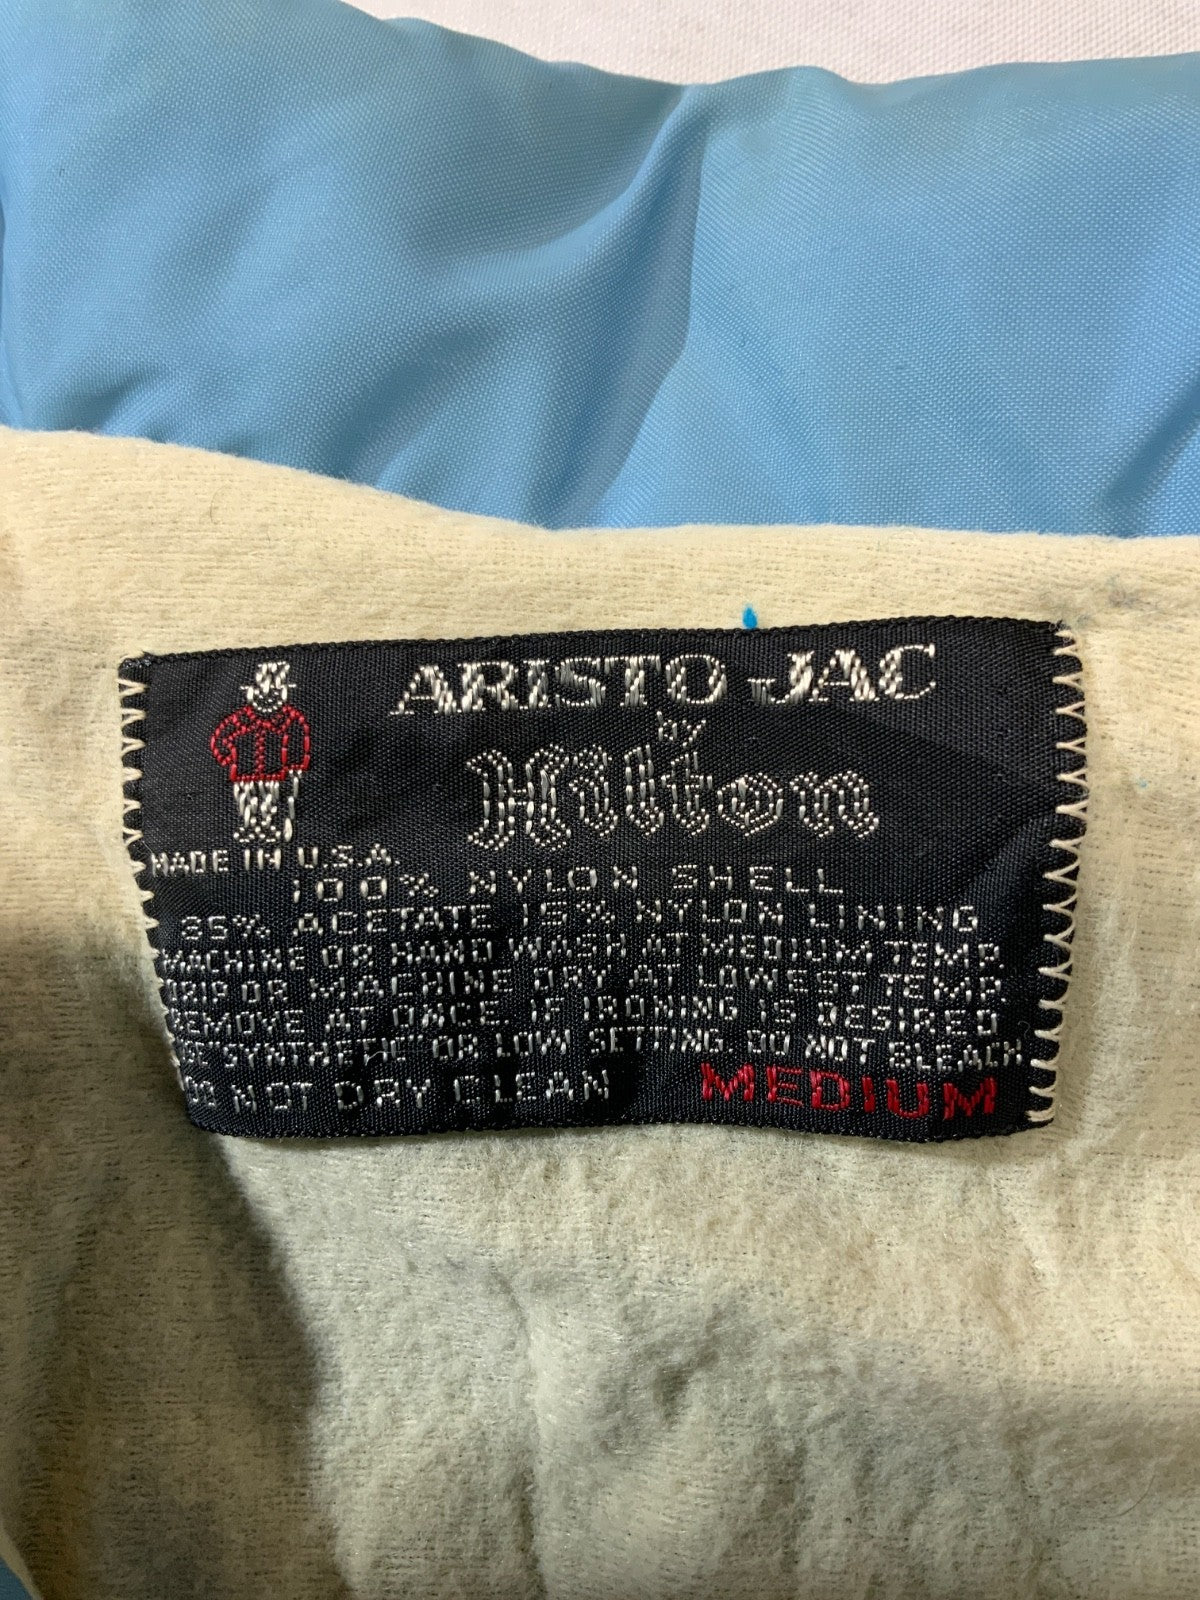 ARISTO JAC
by
Hilton
MADE IN U.S.A.
100% NYLON SHELL
85% ACETATE 15% NYLON LINING
MACHINE OR HAND WASH AT MEDIUM TEMP.
DRIP OR MACHINE DRY AT LOWEST TEMP.
REMOVE AT ONCE. IF IRONING IS DESIRED
USE SYNTHETIC OR LOW SETTING. DO NOT BLEACH
DO NOT DRY CLEAN MEDIUM